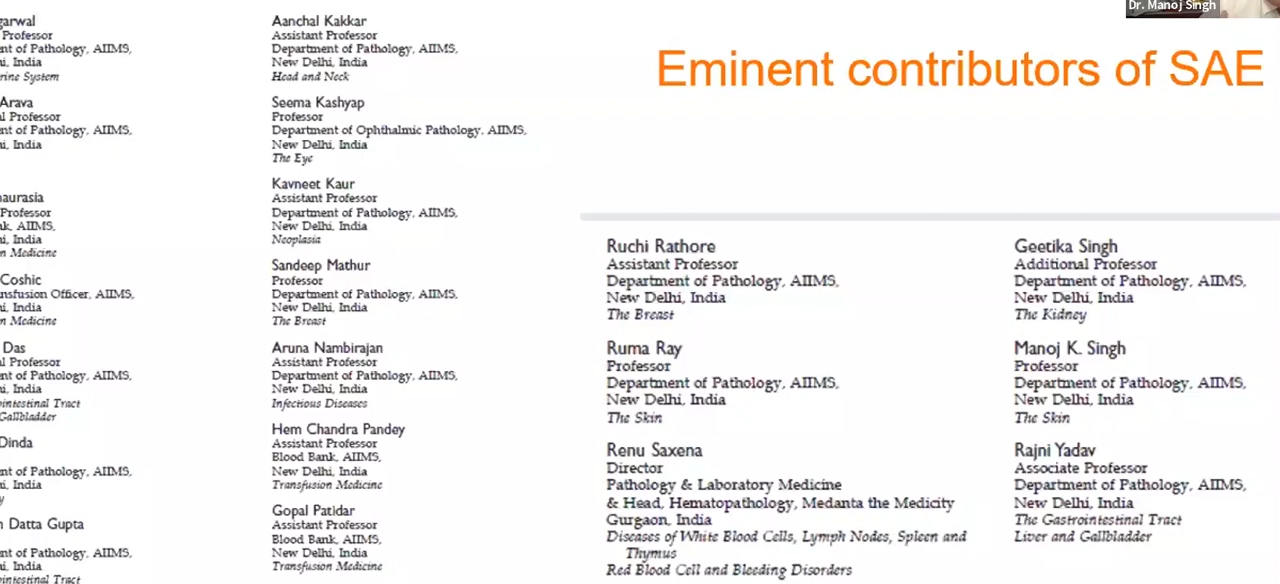 Dr. Manoj Singh
Eminent contributors of SAE
Professor
of Pathology, AIIMS,
India
System
Arava
Professor
of Pathology, AIIMS,
India
Professor
AIIMS,
India
Medicine
Coshic
Officer, AIIMS,
India
Medicine
Das
Professor
of Pathology, AIIMS,
India
Tract
Gallbladder
Dinda
of Pathology, AIIMS,
India
Datta Gupta
of Pathology, AIIMS,
India
Tract
Aanchal Kakkar
Assistant Professor
Department of Pathology, AIIMS,
New Delhi, India
Head and Neck
Seema Kashyap
Professor
Department of Ophthalmic Pathology, AIIMS,
New Delhi, India
The Eye
Kavneet Kaur
Assistant Professor
Department of Pathology, AIIMS,
New Delhi, India
Neoplasia
Sandeep Mathur
Professor
Department of Pathology, AIIMS,
New Delhi, India
The Breast
Aruna Nambirajan
Assistant Professor
Department of Pathology, AIIMS,
New Delhi, India
Infectious Diseases
Hem Chandra Pandey
Assistant Professor
Blood Bank, AIIMS,
New Delhi, India
Transfusion Medicine
Gopal Patidar
Assistant Professor
Blood Bank, AIIMS,
New Delhi, India
Transfusion Medicine
Ruchi Rathore
Assistant Professor
Department of Pathology, AIIMS,
New Delhi, India
The Breast
Ruma Ray
Professor
Department of Pathology, AIIMS,
New Delhi, India
The Skin
Renu Saxena
Director
Pathology & Laboratory Medicine
& Head, Hematopathology, Medanta the Medicity
Gurgaon, India
Diseases of White Blood Cells, Lymph Nodes, Spleen and
Thymus
Red Blood Cell and Bleeding Disorders
Geetika Singh
Additional Professor
Department of Pathology, AIIMS,
New Delhi, India
The Kidney
Manoj K. Singh
Professor
Department of Pathology, AIIMS,
New Delhi, India
The Skin
Rajni Yadav
Associate Professor
Department of Pathology, AIIMS,
New Delhi, India
The Gastrointestinal Tract
Liver and Gallbladder